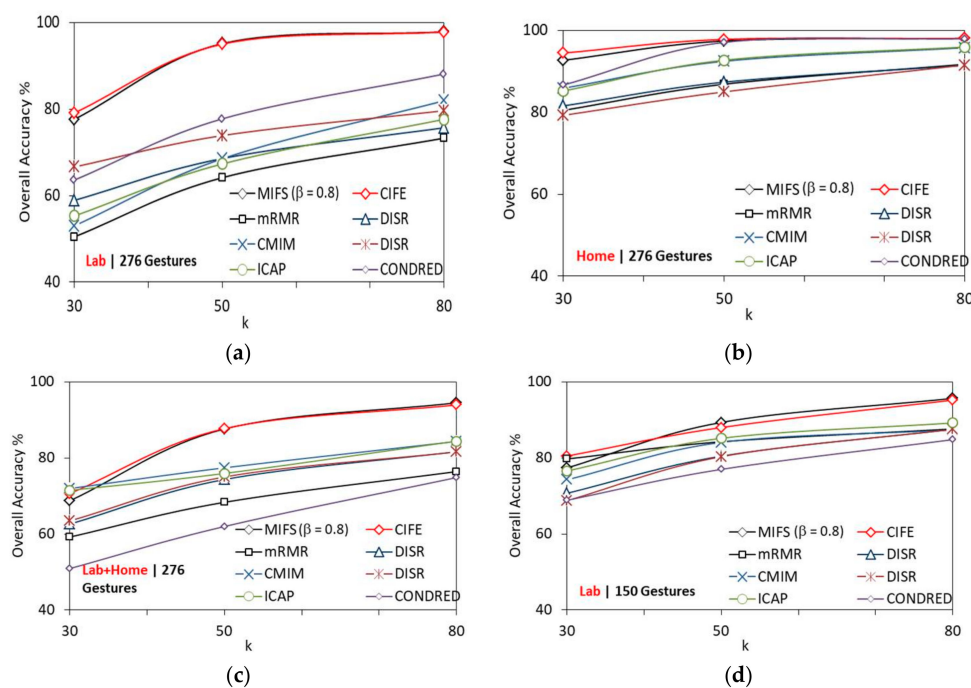 100
80
60
40
Overall Accuracy %
MIFS (β = 0.8) CIFE
mRMR DISR
CMIM DISR
ICAP CONDRED
Lab | 276 Gestures
30 50 80
k
(a)
100
80
60
40
Overall Accuracy %
MIFS (β = 0.8) CIFE
mRMR DISR
CMIM DISR
ICAP CONDRED
Home | 276 Gestures
30 50 80
k
(b)
100
80
60
40
Overall Accuracy %
MIFS (β = 0.8) CIFE
mRMR DISR
CMIM DISR
ICAP CONDRED
Lab+Home | 276
Gestures
30 50 80
k
(c)
100
80
60
40
Overall Accuracy %
MIFS (β = 0.8) CIFE
mRMR DISR
CMIM DISR
ICAP CONDRED
Lab | 150 Gestures
30 50 80
k
(d)